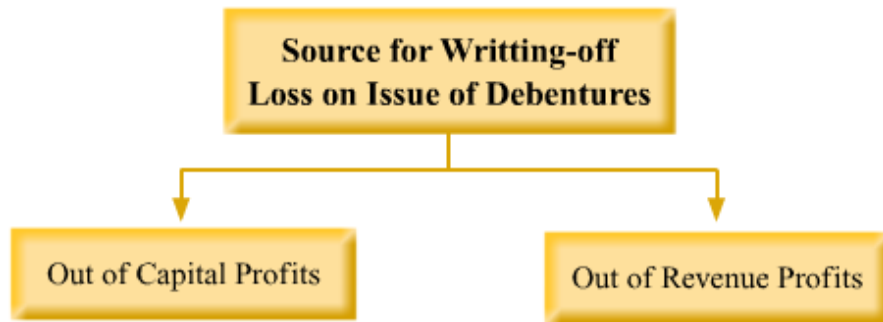 Source for Writting-off
Loss on Issue of Debentures
Out of Capital Profits
Out of Revenue Profits